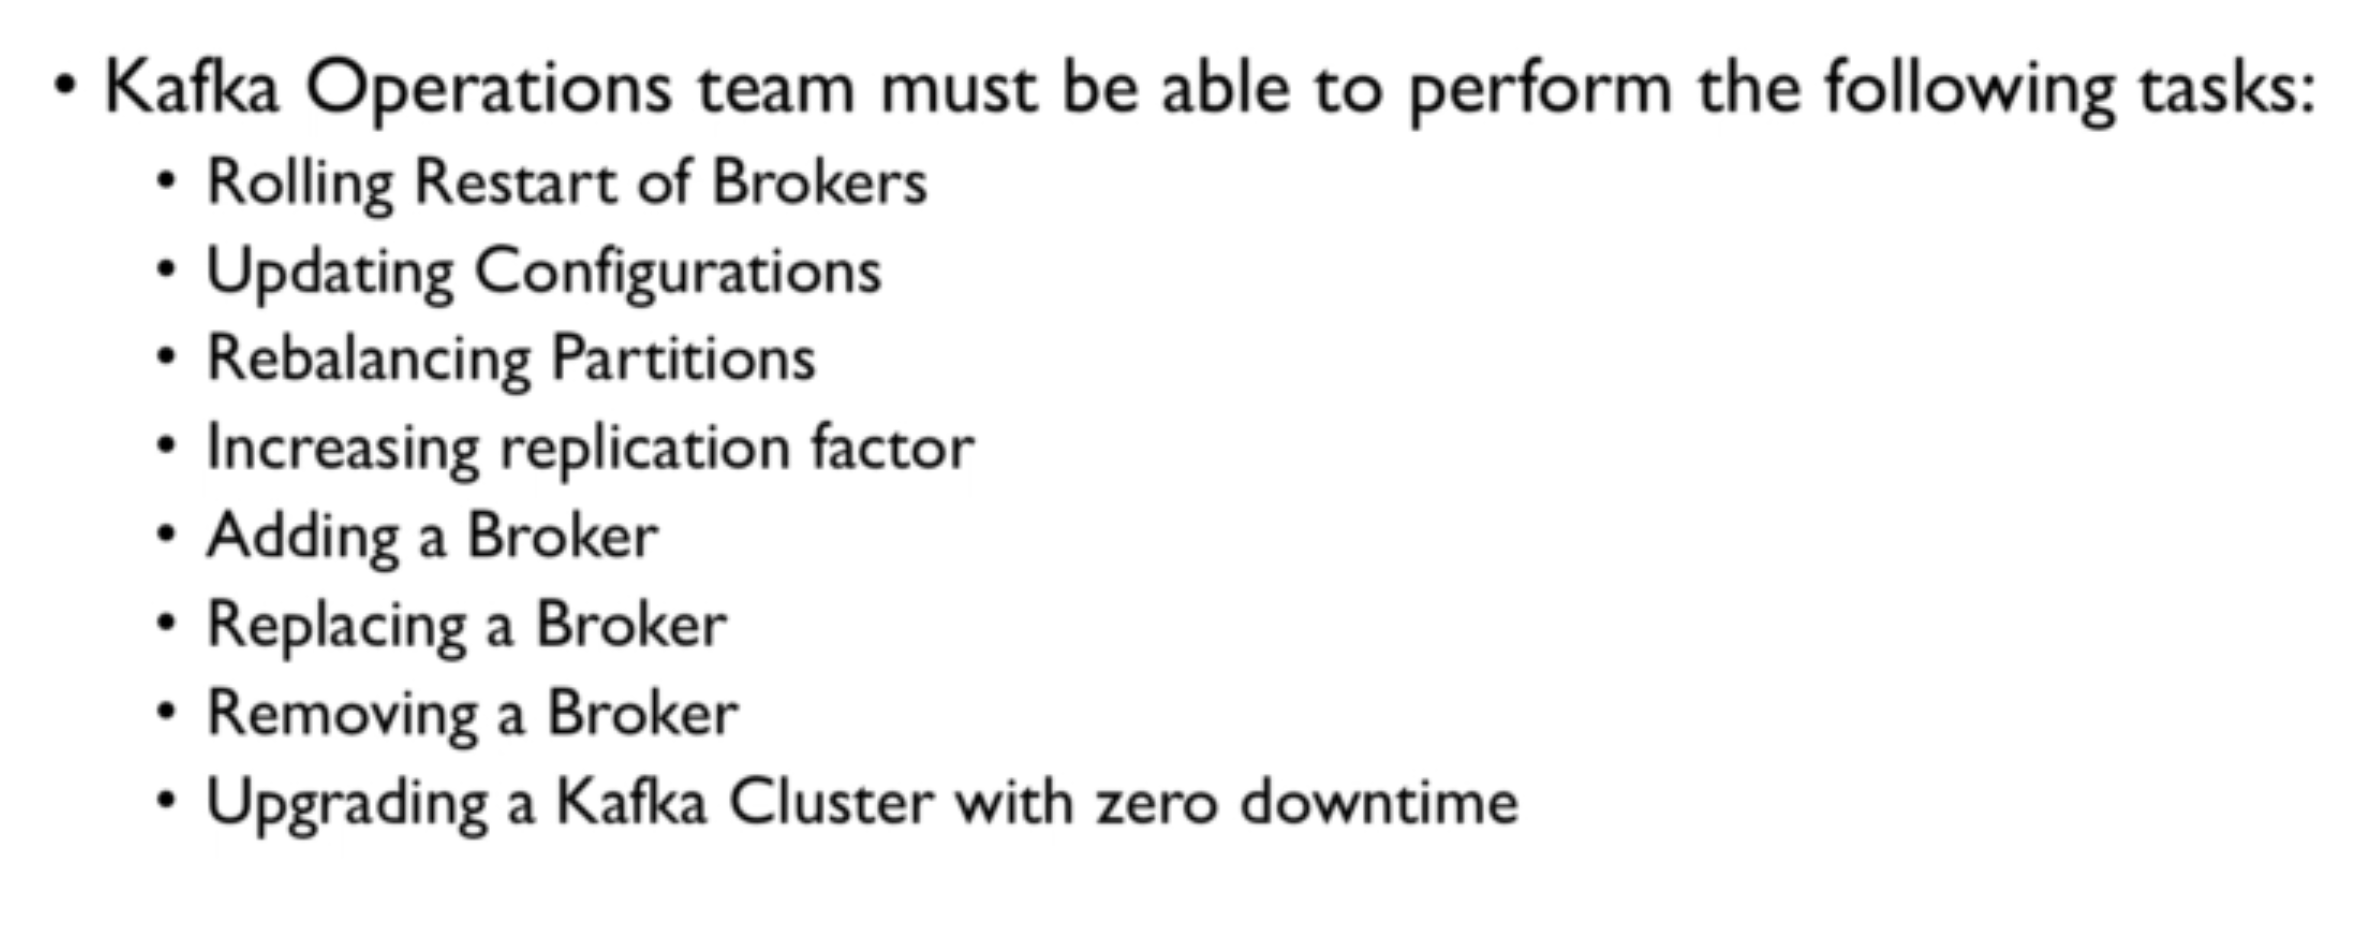 • Kafka Operations team must be able to perform the following tasks:
• Rolling Restart of Brokers
• Updating Configurations
• Rebalancing Partitions
• Increasing replication factor
• Adding a Broker
• Replacing a Broker
• Removing a Broker
• Upgrading a Kafka Cluster with zero downtime